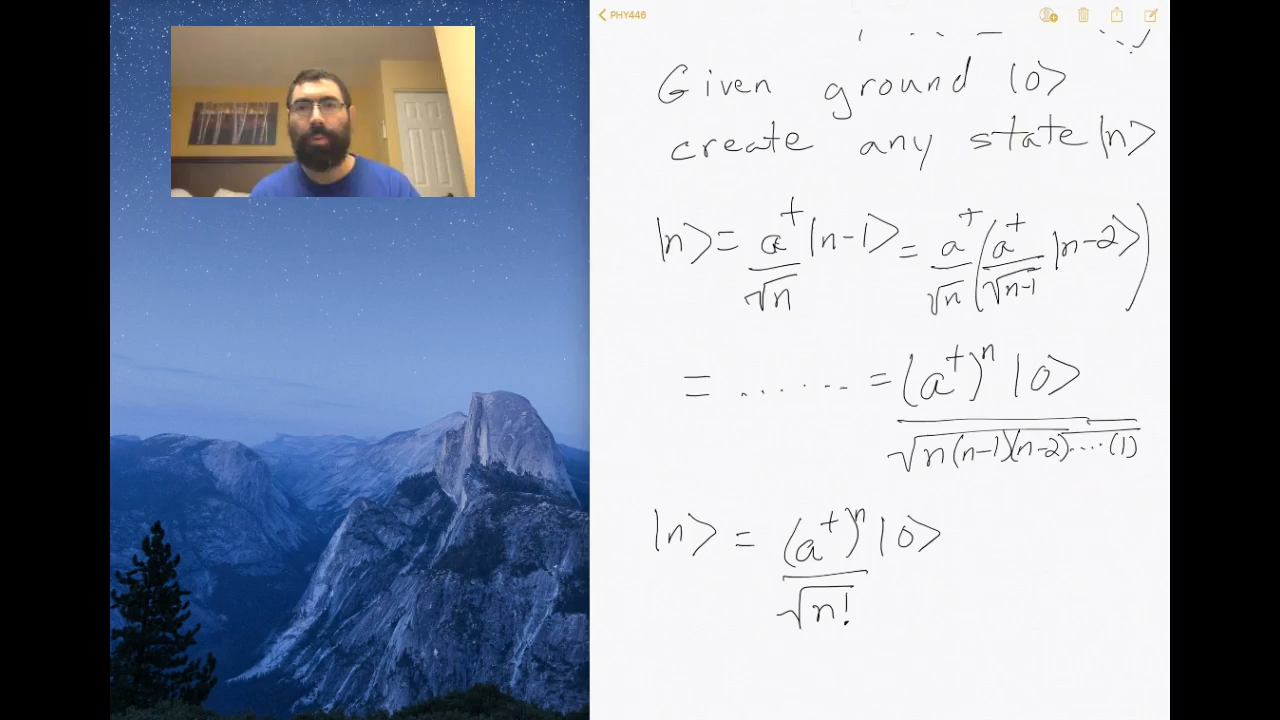 PHY446
Given ground |0>
create any state |n>
|n> = a†/√n |n-1> = a†/√n (a†/√n-1 |n-2>)
= ........ = (a†)ⁿ |0> / √n(n-1)(n-2)....(1)
|n> = (a†)ⁿ/√n! |0>